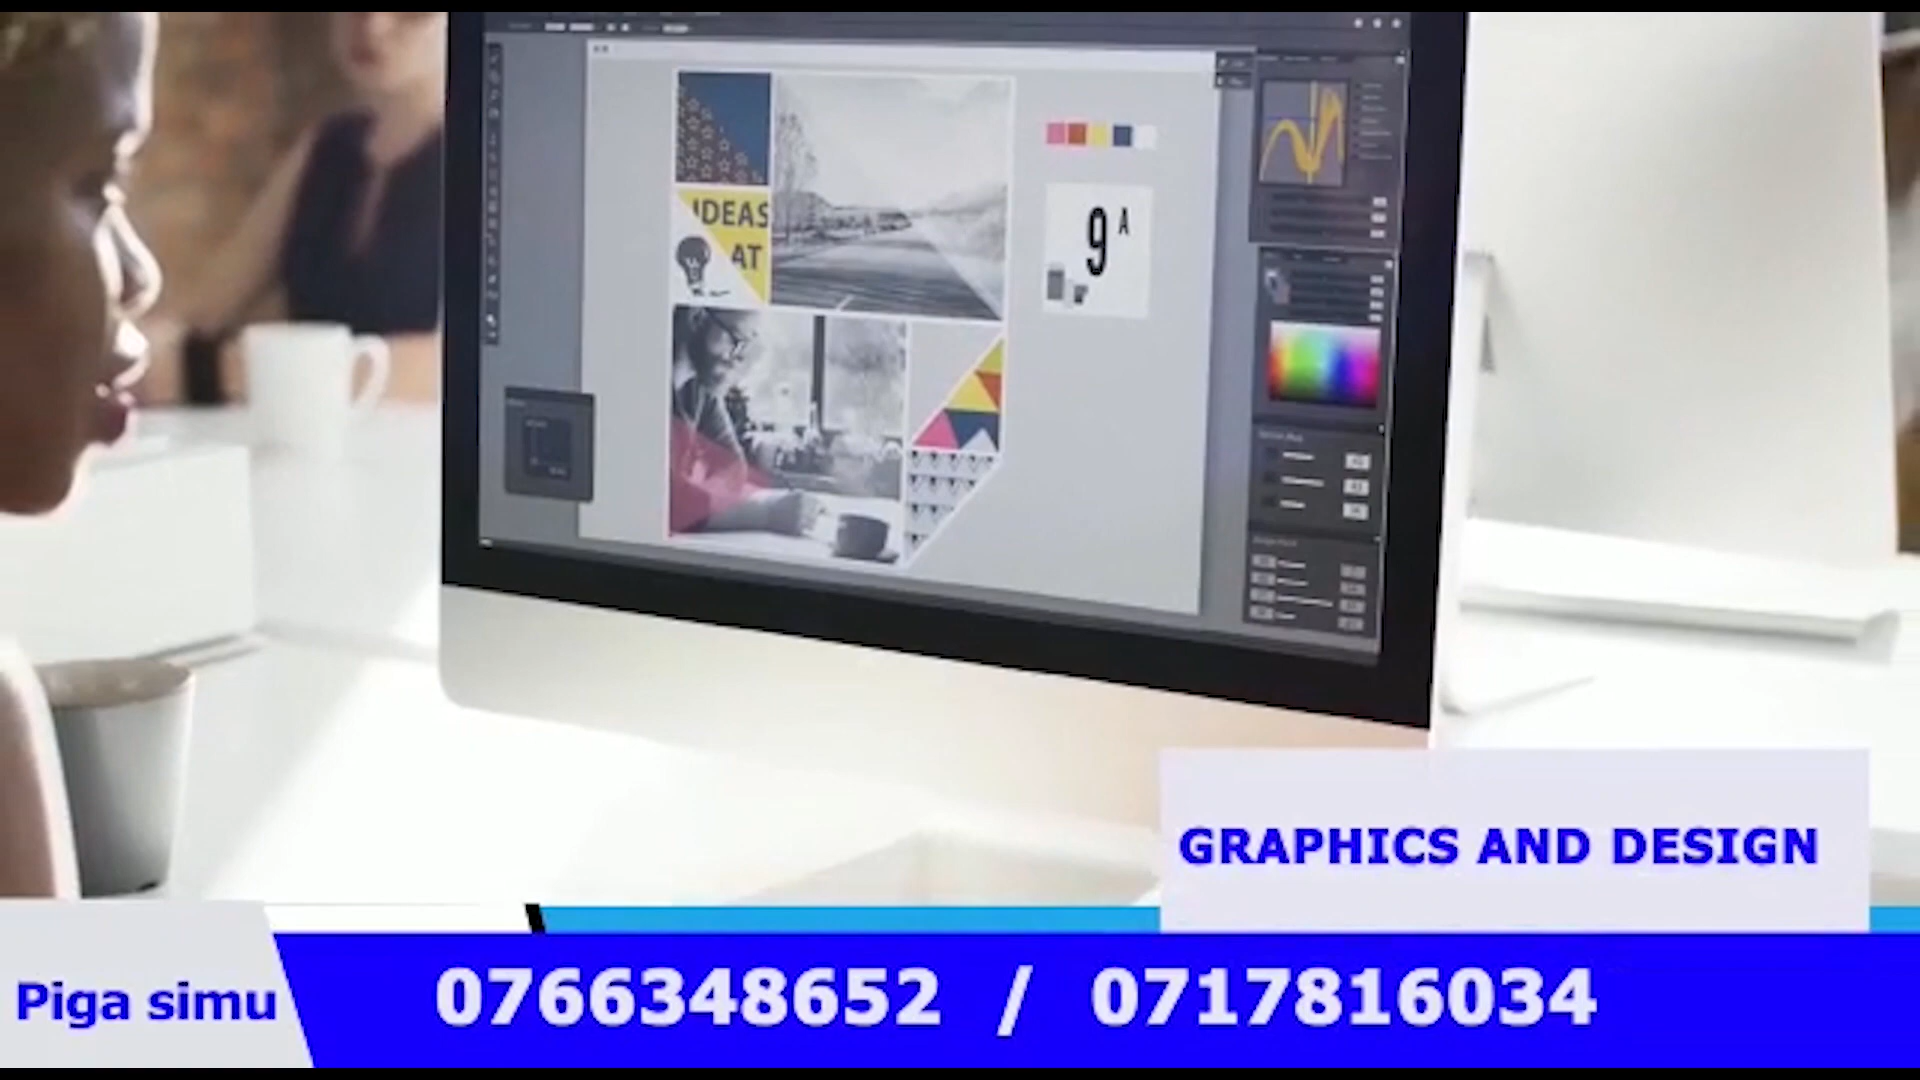 IDEAS
AT
9 A
GRAPHICS AND DESIGN
Piga simu 0766348652 / 0717816034